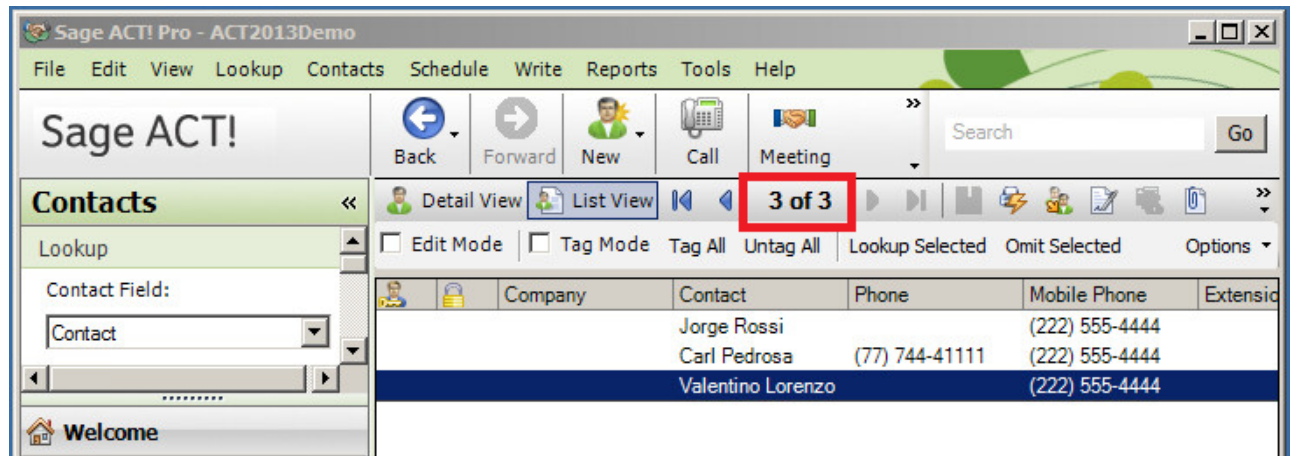 Sage ACT! Pro - ACT2013Demo
File Edit View Lookup Contacts Schedule Write Reports Tools Help
Sage ACT!
Back Forward New Call Meeting » Search Go
Contacts «
Detail View List View 3 of 3 »
Lookup
Edit Mode Tag Mode Tag All Untag All Lookup Selected Omit Selected Options
Contact Field:
Contact
Company Contact Phone Mobile Phone Extensio
Jorge Rossi (222) 555-4444
Carl Pedrosa (77) 744-41111 (222) 555-4444
Valentino Lorenzo (222) 555-4444
Welcome